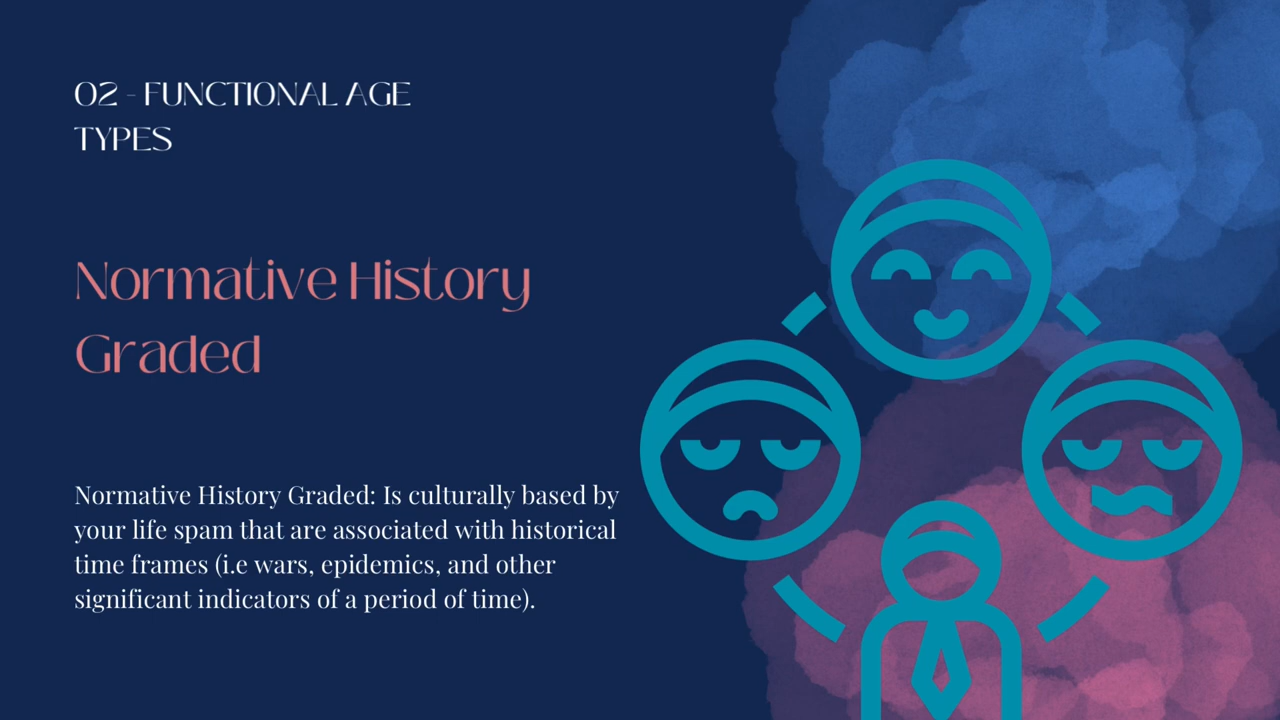 02 - FUNCTIONAL AGE
TYPES
Normative History
Graded
Normative History Graded: Is culturally based by
your life spam that are associated with historical
time frames (i.e wars, epidemics, and other
significant indicators of a period of time).